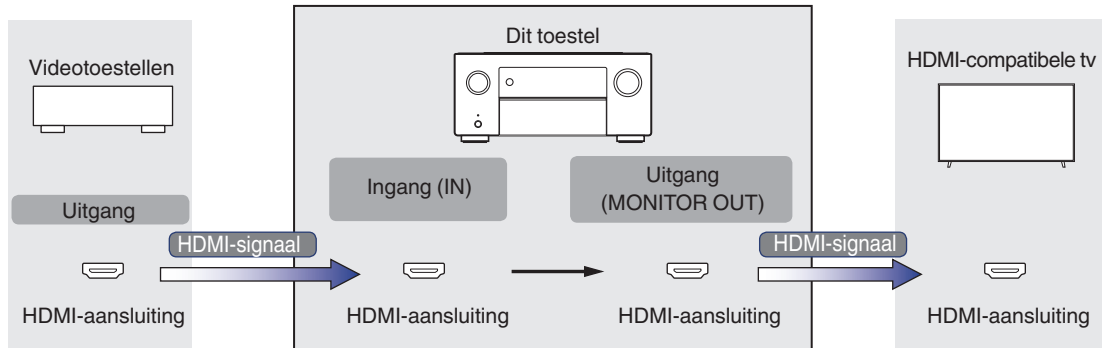 Dit toestel
Videotoestellen
HDMI-compatibele tv
Ingang (IN)
Uitgang
(MONITOR OUT)
Uitgang
HDMI-signaal
HDMI-signaal
HDMI-aansluiting
HDMI-aansluiting
HDMI-aansluiting
HDMI-aansluiting